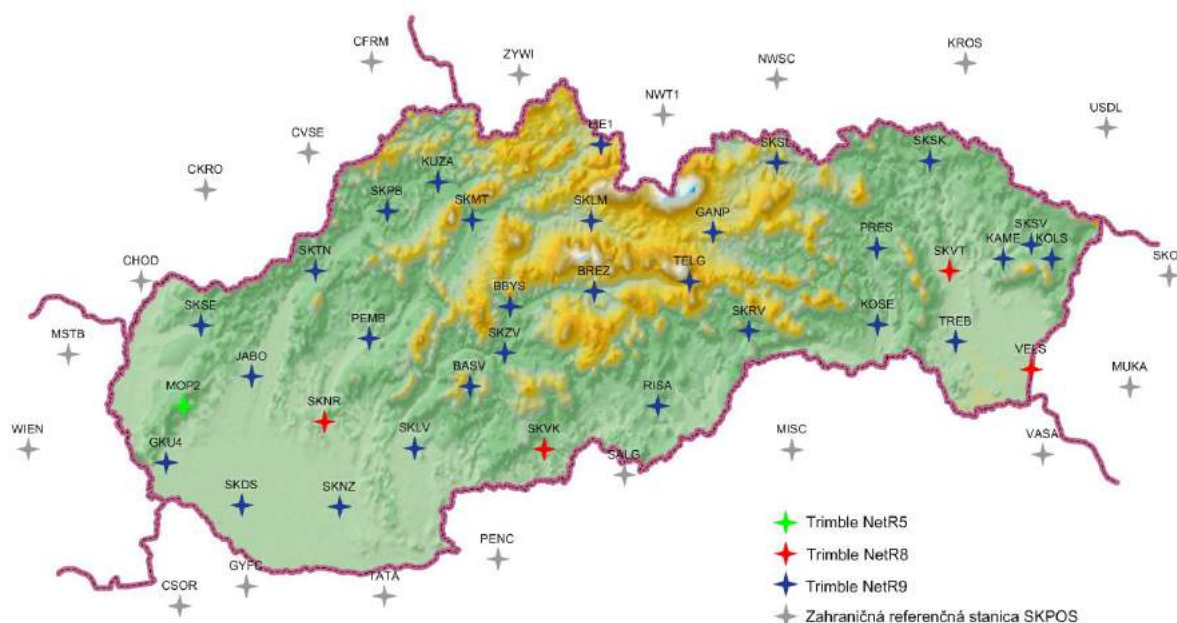 CFRM
ZYWI
NWSC
KROS
NWT1
USDL
CVSE
LIE1
SKSL
SKSK
CKRO
KUZA
SKPB
SKMT
SKLM
GANP
PRES
SKSV
KAME
KOLS
SKVT
SKTN
CHOD
TELG
BREZ
SKO
BBYS
SKSE
PEMB
SKZV
SKRV
KOSE
TREB
MSTB
JABO
BASV
VELS
MOP2
RISA
MUKA
SKNR
WIEN
GKU4
SKLV
SKVK
SALG
MISC
VASA
SKDS
SKNZ
Trimble NetR5
PENC
Trimble NetR8
GYFC
TATA
CSOR
Trimble NetR9
Zahraničná referenčná stanica SKPOS